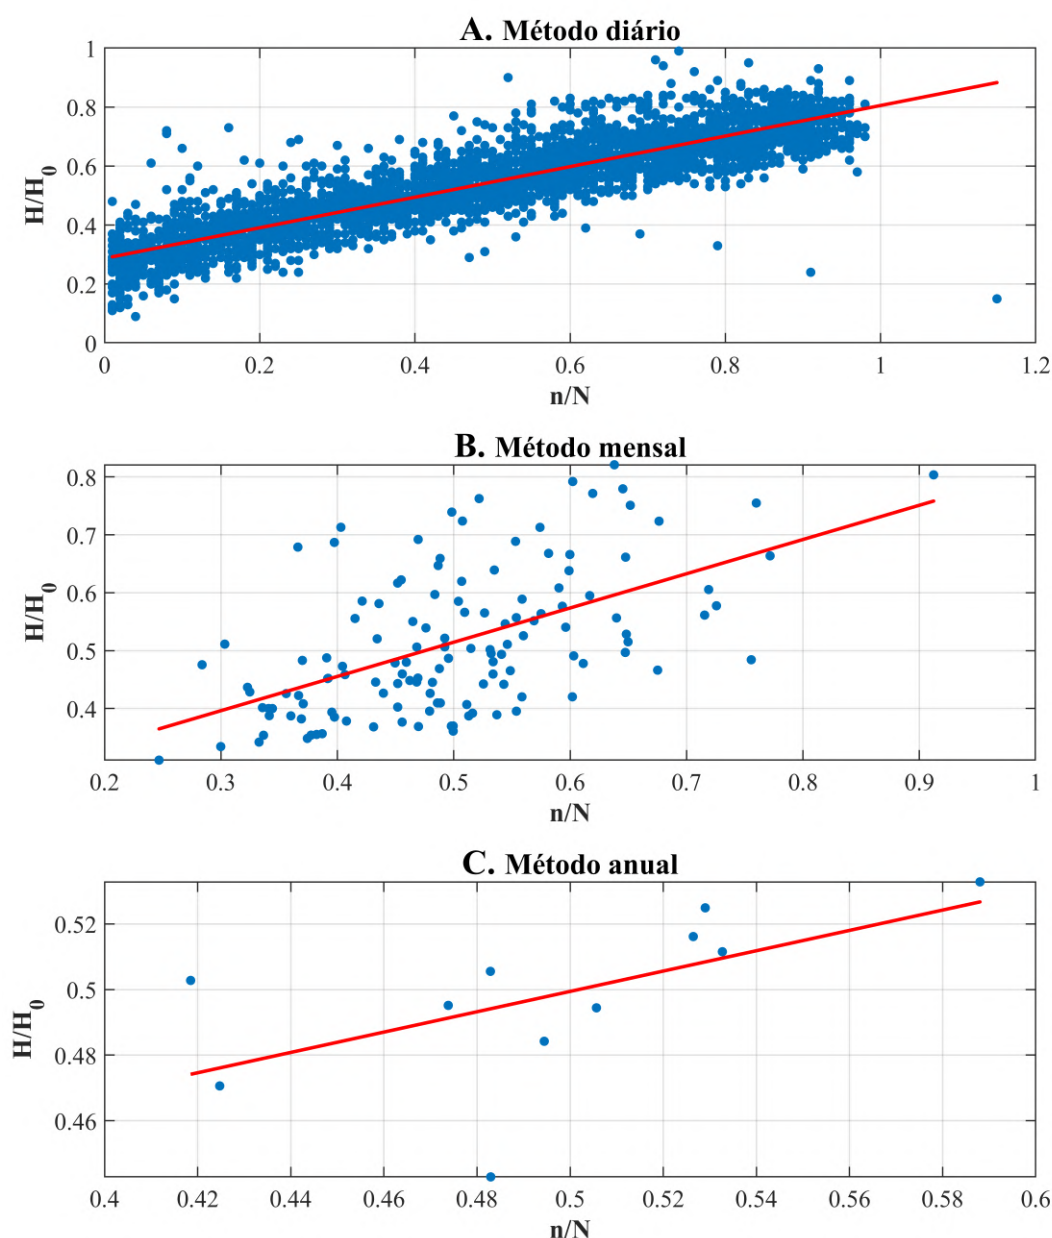 A. Método diário
1
0.8
0.6
0.4
0.2
0
H/H0
0 0.2 0.4 0.6 0.8 1 1.2
n/N
B. Método mensal
0.8
0.7
0.6
0.5
0.4
H/H0
0.2 0.3 0.4 0.5 0.6 0.7 0.8 0.9 1
n/N
C. Método anual
0.52
0.5
0.48
0.46
H/H0
0.4 0.42 0.44 0.46 0.48 0.5 0.52 0.54 0.56 0.58 0.6
n/N